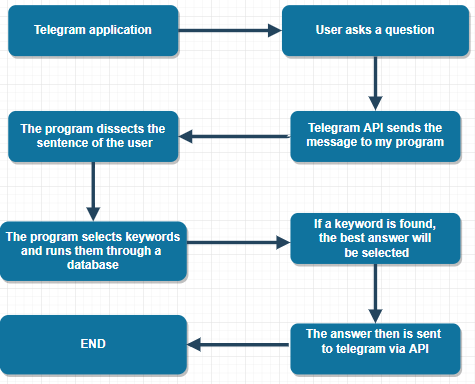 Telegram application
User asks a question
Telegram API sends the
message to my program
The program dissects the
sentence of the user
The program selects keywords
and runs them through a
database
If a keyword is found,
the best answer will
be selected
The answer then is sent
to telegram via API
END